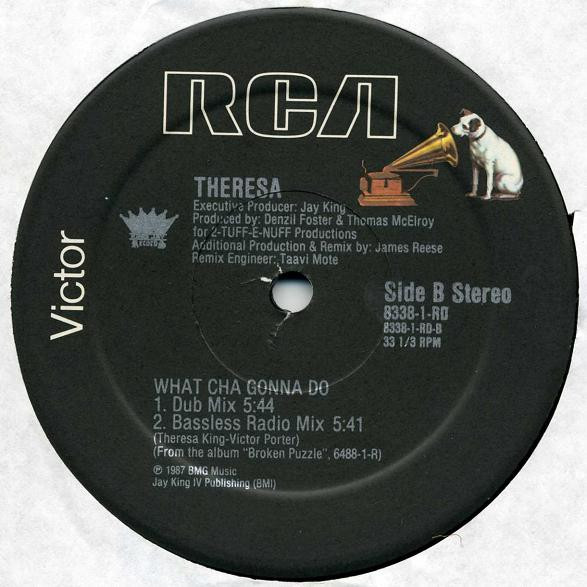 RCA
Victor
THERESA
Executive Producer: Jay King
Produced by: Denzil Foster & Thomas McElroy
for 2-TUFF-E-NUFF Productions
Additional Production & Remix by: James Reese
Remix Engineer: Taavi Mote
Side B Stereo
8338-1-RD
8338-1-RD-B
33 1/3 RPM
WHAT CHA GONNA DO
1. Dub Mix 5:44
2. Bassless Radio Mix 5:41
(Theresa King-Victor Porter)
(From the album "Broken Puzzle", 6488-1-R)
℗ 1987 BMG Music
Jay King IV Publishing (BMI)